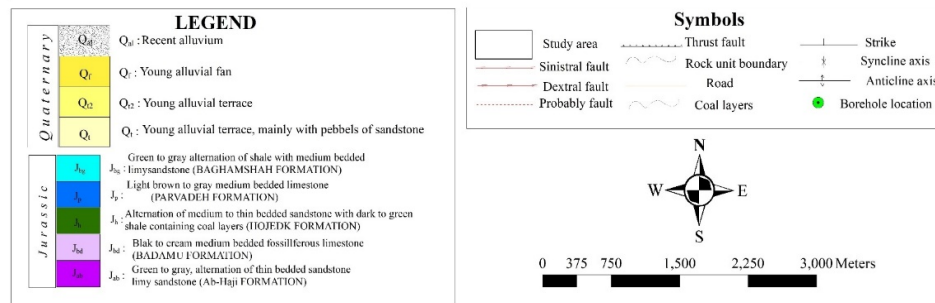 LEGEND
Quaternary
Qal Qal : Recent alluvium
Qf Qf : Young alluvial fan
Qt2 Qt2 : Young alluvial terrace
Qt Qt : Young alluvial terrace, mainly with pebbels of sandstone
Jurassic
Jbg Jbg : Green to gray alternation of shale with medium bedded
limysandstone (BAGHAMSHAH FORMATION)
Jp Jp : Light brown to gray medium bedded limestone
(PARVADEH FORMATION)
Jh Jh : Alternation of medium to thin bedded sandstone with dark to green
shale containing coal layers (HOJEDK FORMATION)
Jbd Jbd : Blak to cream medium bedded fossillferous limestone
(BADAMU FORMATION)
Jab Jab : Green to gray, alternation of thin bedded sandstone
limy sandstone (Ab-Haji FORMATION)
Symbols
Study area
Sinistral fault
Dextral fault
Probably fault
Thrust fault
Rock unit boundary
Road
Coal layers
Strike
Syncline axis
Anticline axis
Borehole location
N
W E
S
0 375 750 1,500 2,250 3,000 Meters